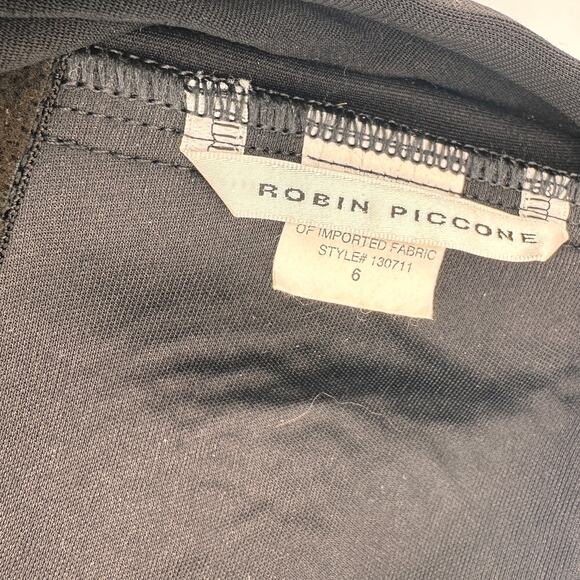 ROBIN PICCONE
OF IMPORTED FABRIC
STYLE# 130711
6